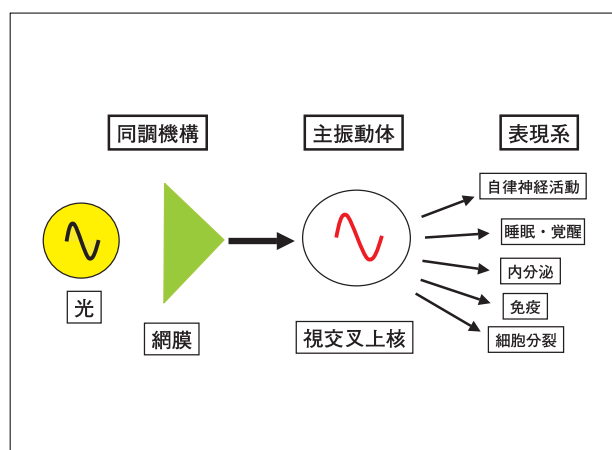 同調機構
主振動体
表現系
自律神経活動
睡眠・覚醒
内分泌
免疫
細胞分裂
光
網膜
視交叉上核